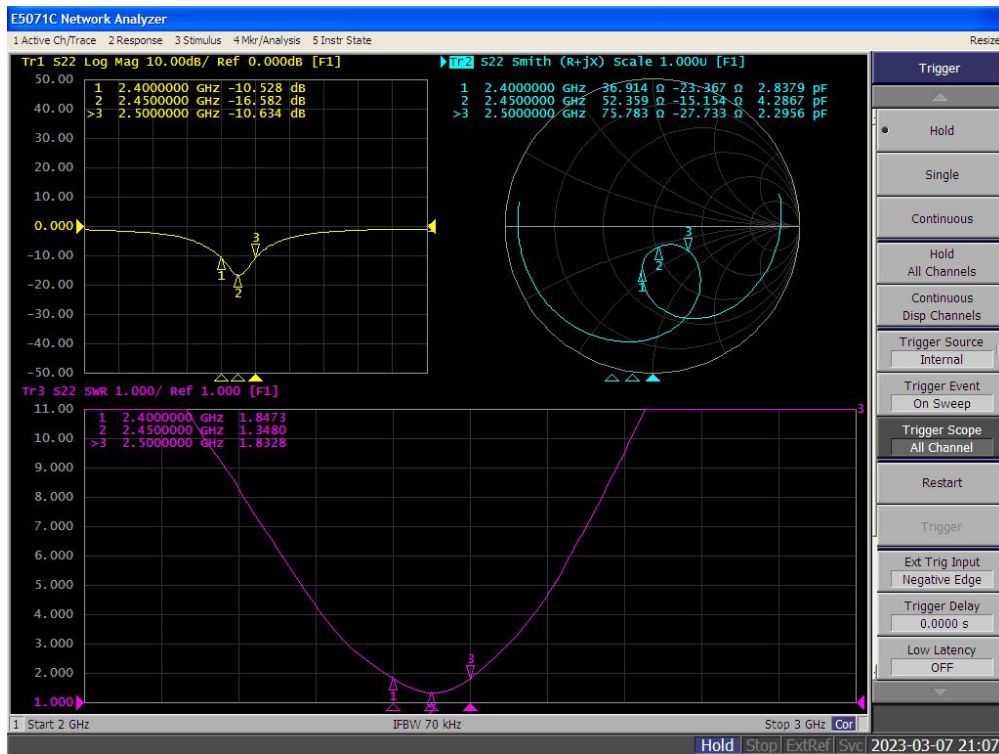 E5071C Network Analyzer
1 Active Ch/Trace 2 Response 3 Stimulus 4 Mkr/Analysis 5 Instr State
Resize
Tr1 S22 Log Mag 10.00dB/ Ref 0.000dB [F1]
50.00
40.00
30.00
20.00
10.00
0.000
-10.00
-20.00
-30.00
-40.00
-50.00
1 2.4000000 GHz -10.528 dB
2 2.4500000 GHz -16.582 dB
>3 2.5000000 GHz -10.634 dB
1
2
3
Tr2 S22 Smith (R+jX) Scale 1.000U [F1]
1 2.4000000 GHz 36.914 Ω -23.367 Ω 2.8379 pF
2 2.4500000 GHz 52.359 Ω -15.154 Ω 4.2867 pF
>3 2.5000000 GHz 75.783 Ω -27.733 Ω 2.2956 pF
1
2
3
Tr3 S22 SWR 1.000/ Ref 1.000 [F1]
11.00
10.00
9.000
8.000
7.000
6.000
5.000
4.000
3.000
2.000
1.000
1 2.4000000 GHz 1.8473
2 2.4500000 GHz 1.3480
>3 2.5000000 GHz 1.8328
3
1
2
3
1 Start 2 GHz
IFBW 70 kHz
Stop 3 GHz Cor
Trigger
Hold
Single
Continuous
Hold
All Channels
Continuous
Disp Channels
Trigger Source
Internal
Trigger Event
On Sweep
Trigger Scope
All Channel
Restart
Trigger
Ext Trig Input
Negative Edge
Trigger Delay
0.0000 s
Low Latency
OFF
Hold Stop ExtRef Svc 2023-03-07 21:07